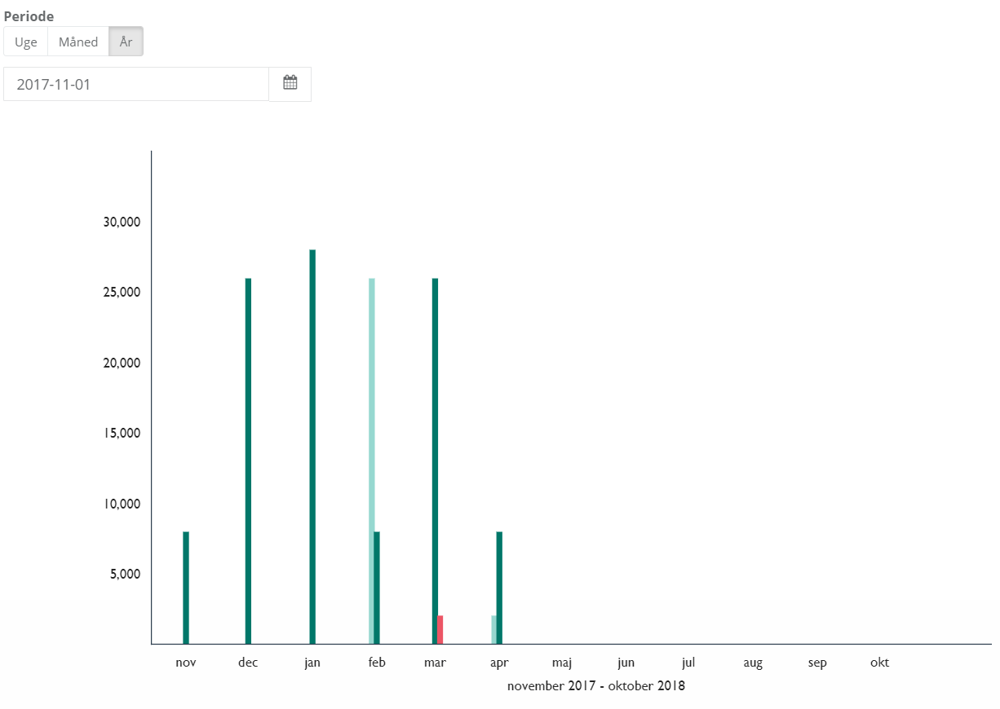 Periode
Uge Måned År
2017-11-01
30,000
25,000
20,000
15,000
10,000
5,000
nov dec jan feb mar apr maj jun jul aug sep okt
november 2017 - oktober 2018